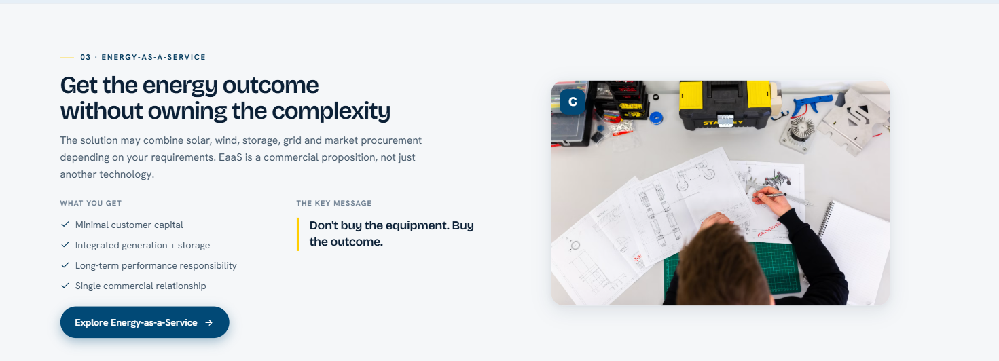 03 · ENERGY-AS-A-SERVICE
Get the energy outcome
without owning the complexity
The solution may combine solar, wind, storage, grid and market procurement
depending on your requirements. EaaS is a commercial proposition, not just
another technology.
WHAT YOU GET
Minimal customer capital
Integrated generation + storage
Long-term performance responsibility
Single commercial relationship
THE KEY MESSAGE
Don't buy the equipment. Buy
the outcome.
Explore Energy-as-a-Service →
C
FOR OVERVIEW